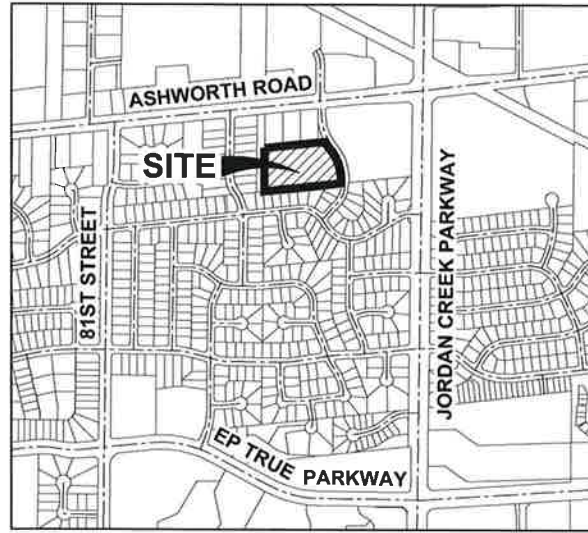 ASHWORTH ROAD
SITE
81ST STREET
JORDAN CREEK PARKWAY
EP TRUE PARKWAY